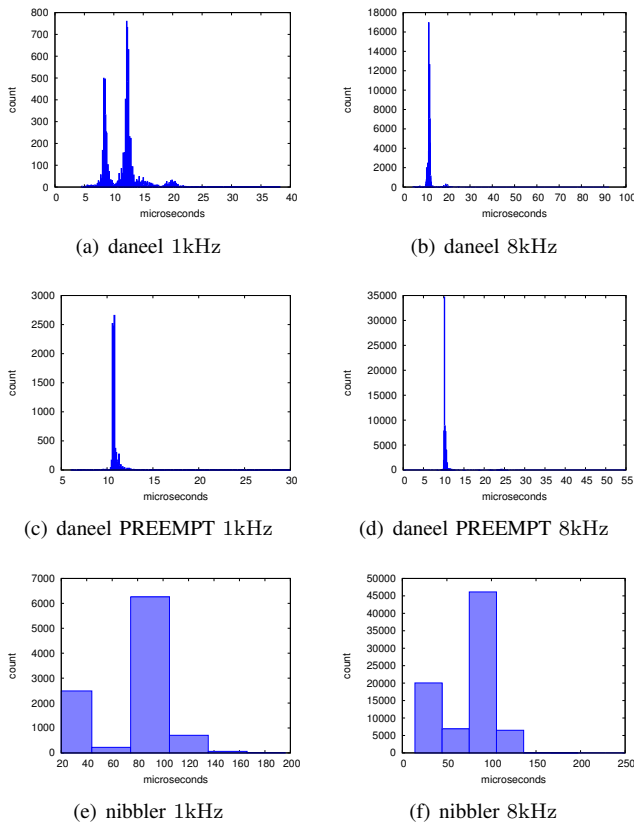 800
700
600
500
400
300
200
100
0
count
0 5 10 15 20 25 30 35 40
microseconds
(a) daneel 1kHz
18000
16000
14000
12000
10000
8000
6000
4000
2000
0
count
0 10 20 30 40 50 60 70 80 90 100
microseconds
(b) daneel 8kHz
3000
2500
2000
1500
1000
500
0
count
5 10 15 20 25 30
microseconds
(c) daneel PREEMPT 1kHz
35000
30000
25000
20000
15000
10000
5000
0
count
0 5 10 15 20 25 30 35 40 45 50 55
microseconds
(d) daneel PREEMPT 8kHz
7000
6000
5000
4000
3000
2000
1000
0
count
20 40 60 80 100 120 140 160 180 200
microseconds
(e) nibbler 1kHz
50000
45000
40000
35000
30000
25000
20000
15000
10000
5000
0
count
0 50 100 150 200 250
microseconds
(f) nibbler 8kHz